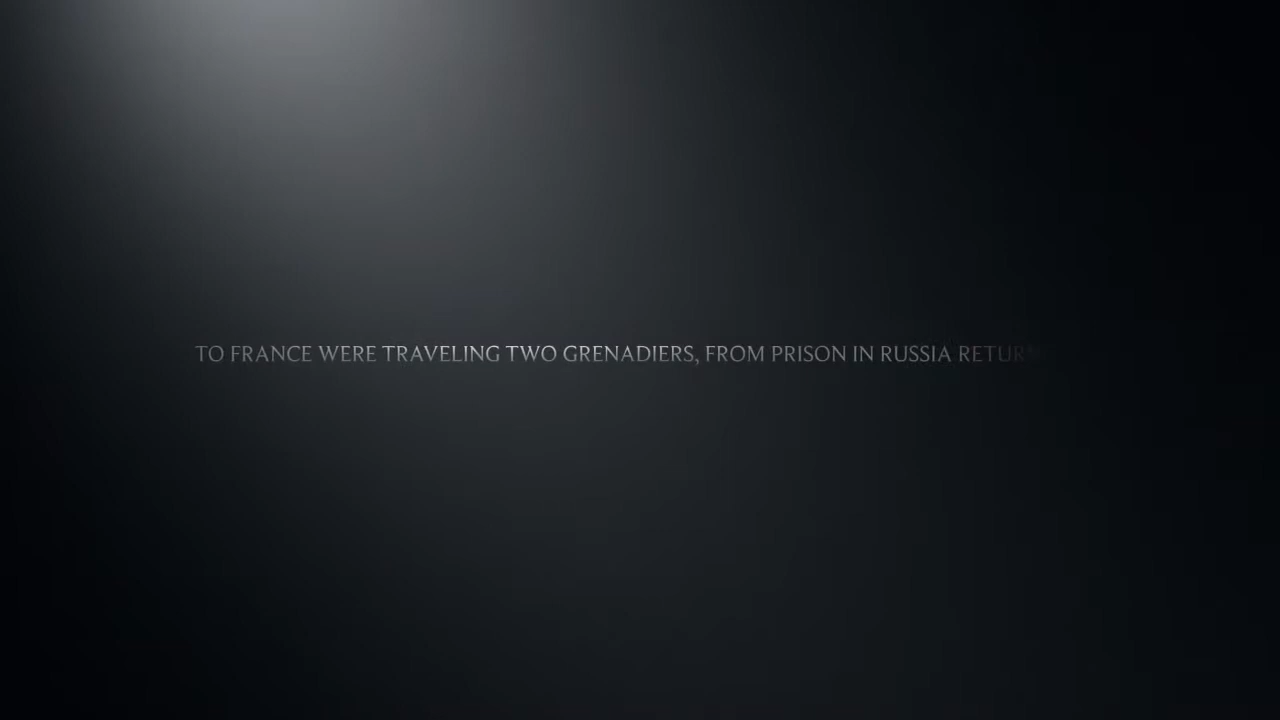 TO FRANCE WERE TRAVELING TWO GRENADIERS, FROM PRISON IN RUSSIA